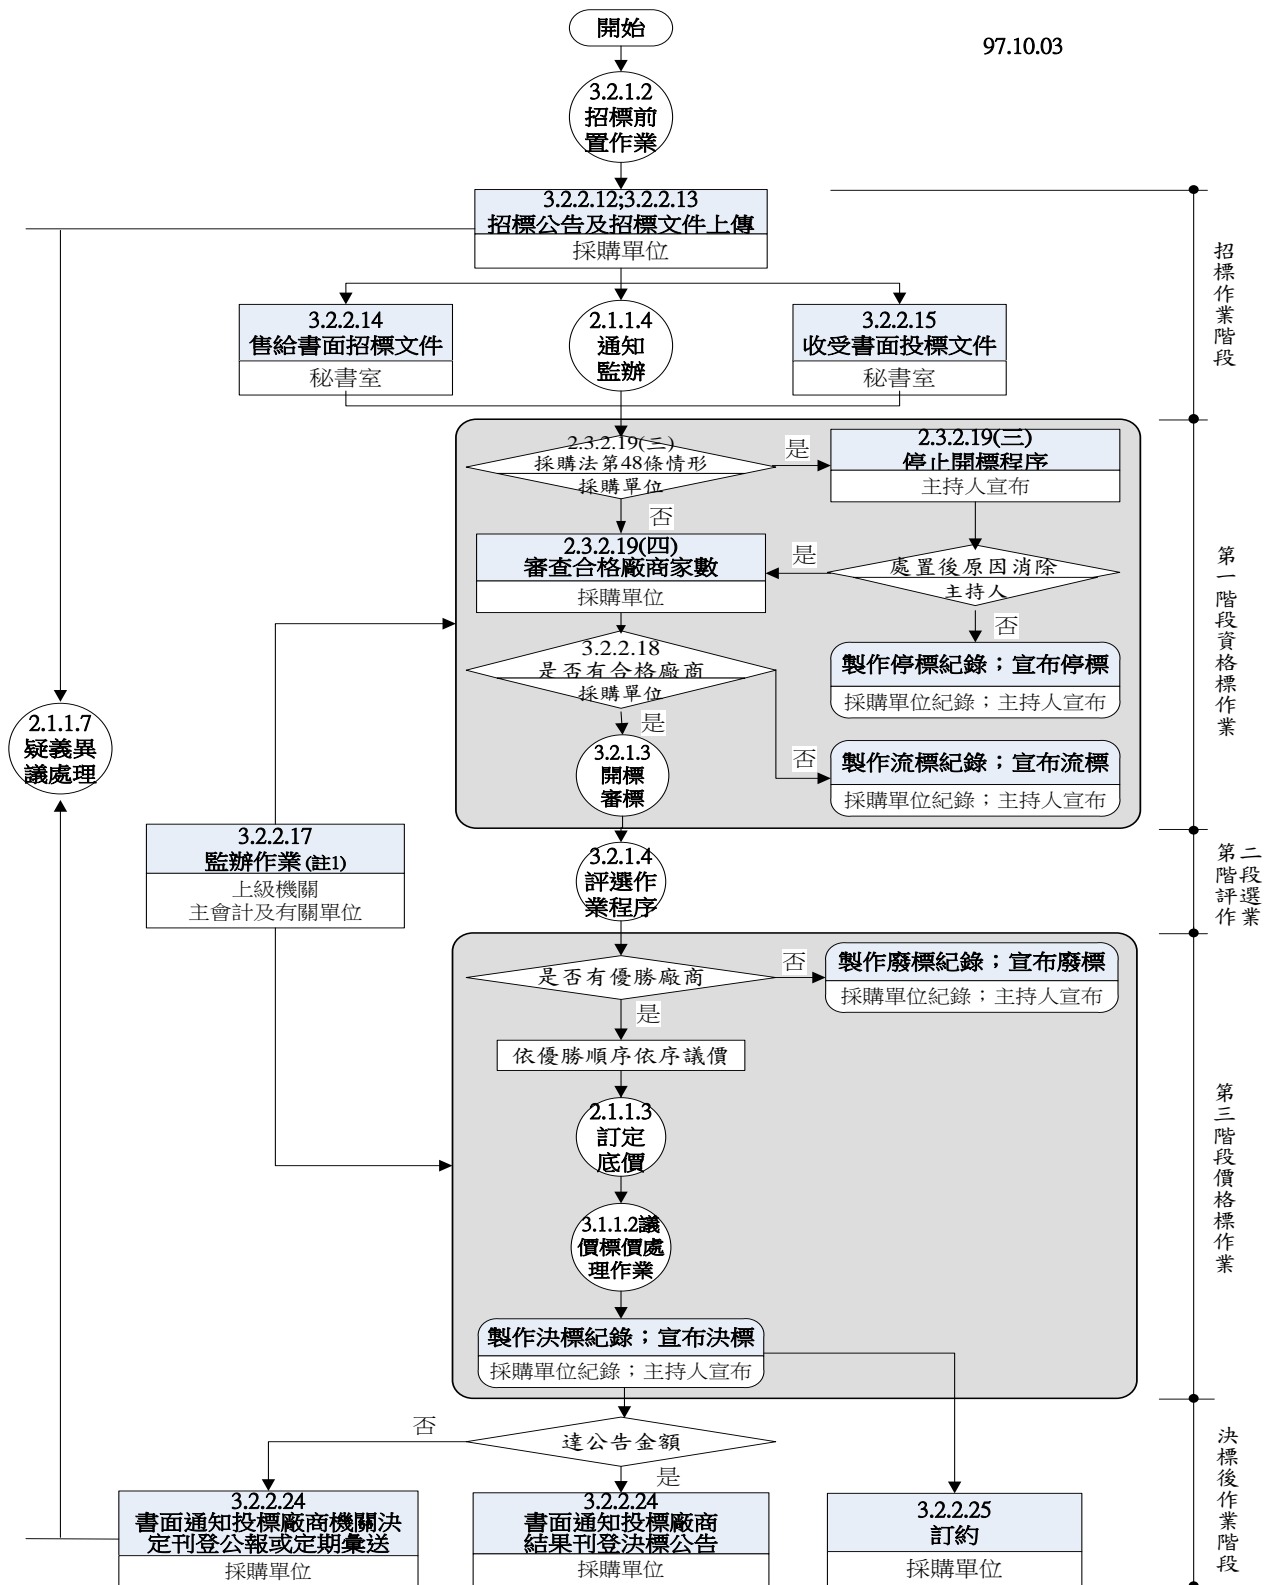 開始
97.10.03
3.2.1.2
招標前
置作業
3.2.2.12;3.2.2.13
招標公告及招標文件上傳
採購單位
招標作業階段
3.2.2.14
售給書面招標文件
秘書室
2.1.1.4
通知
監辦
3.2.2.15
收受書面投標文件
秘書室
2.3.2.19(三)
採購法第48條情形
採購單位
是
2.3.2.19(三)
停止開標程序
主持人宣布
否
2.3.2.19(四)
審查合格廠商家數
採購單位
是
處置後原因消除
主持人
否
第一階段資格標作業
3.2.2.18
是否有合格廠商
採購單位
製作停標紀錄；宣布停標
採購單位紀錄；主持人宣布
是
否
3.2.1.3
開標
審標
製作流標紀錄；宣布流標
採購單位紀錄；主持人宣布
2.1.1.7
疑義異
議處理
3.2.2.17
監辦作業(註1)
上級機關
主會計及有關單位
3.2.1.4
評選作
業程序
第二
階段
評選
作業
是否有優勝廠商
否
製作廢標紀錄；宣布廢標
採購單位紀錄；主持人宣布
是
依優勝順序依序議價
2.1.1.3
訂定
底價
第三階段價格標作業
3.1.1.2議
價標價處
理作業
製作決標紀錄；宣布決標
採購單位紀錄；主持人宣布
否
達公告金額
是
決標後作業階段
3.2.2.24
書面通知投標廠商機關決
定刊登公報或定期彙送
採購單位
3.2.2.24
書面通知投標廠商
結果刊登決標公告
採購單位
3.2.2.25
訂約
採購單位